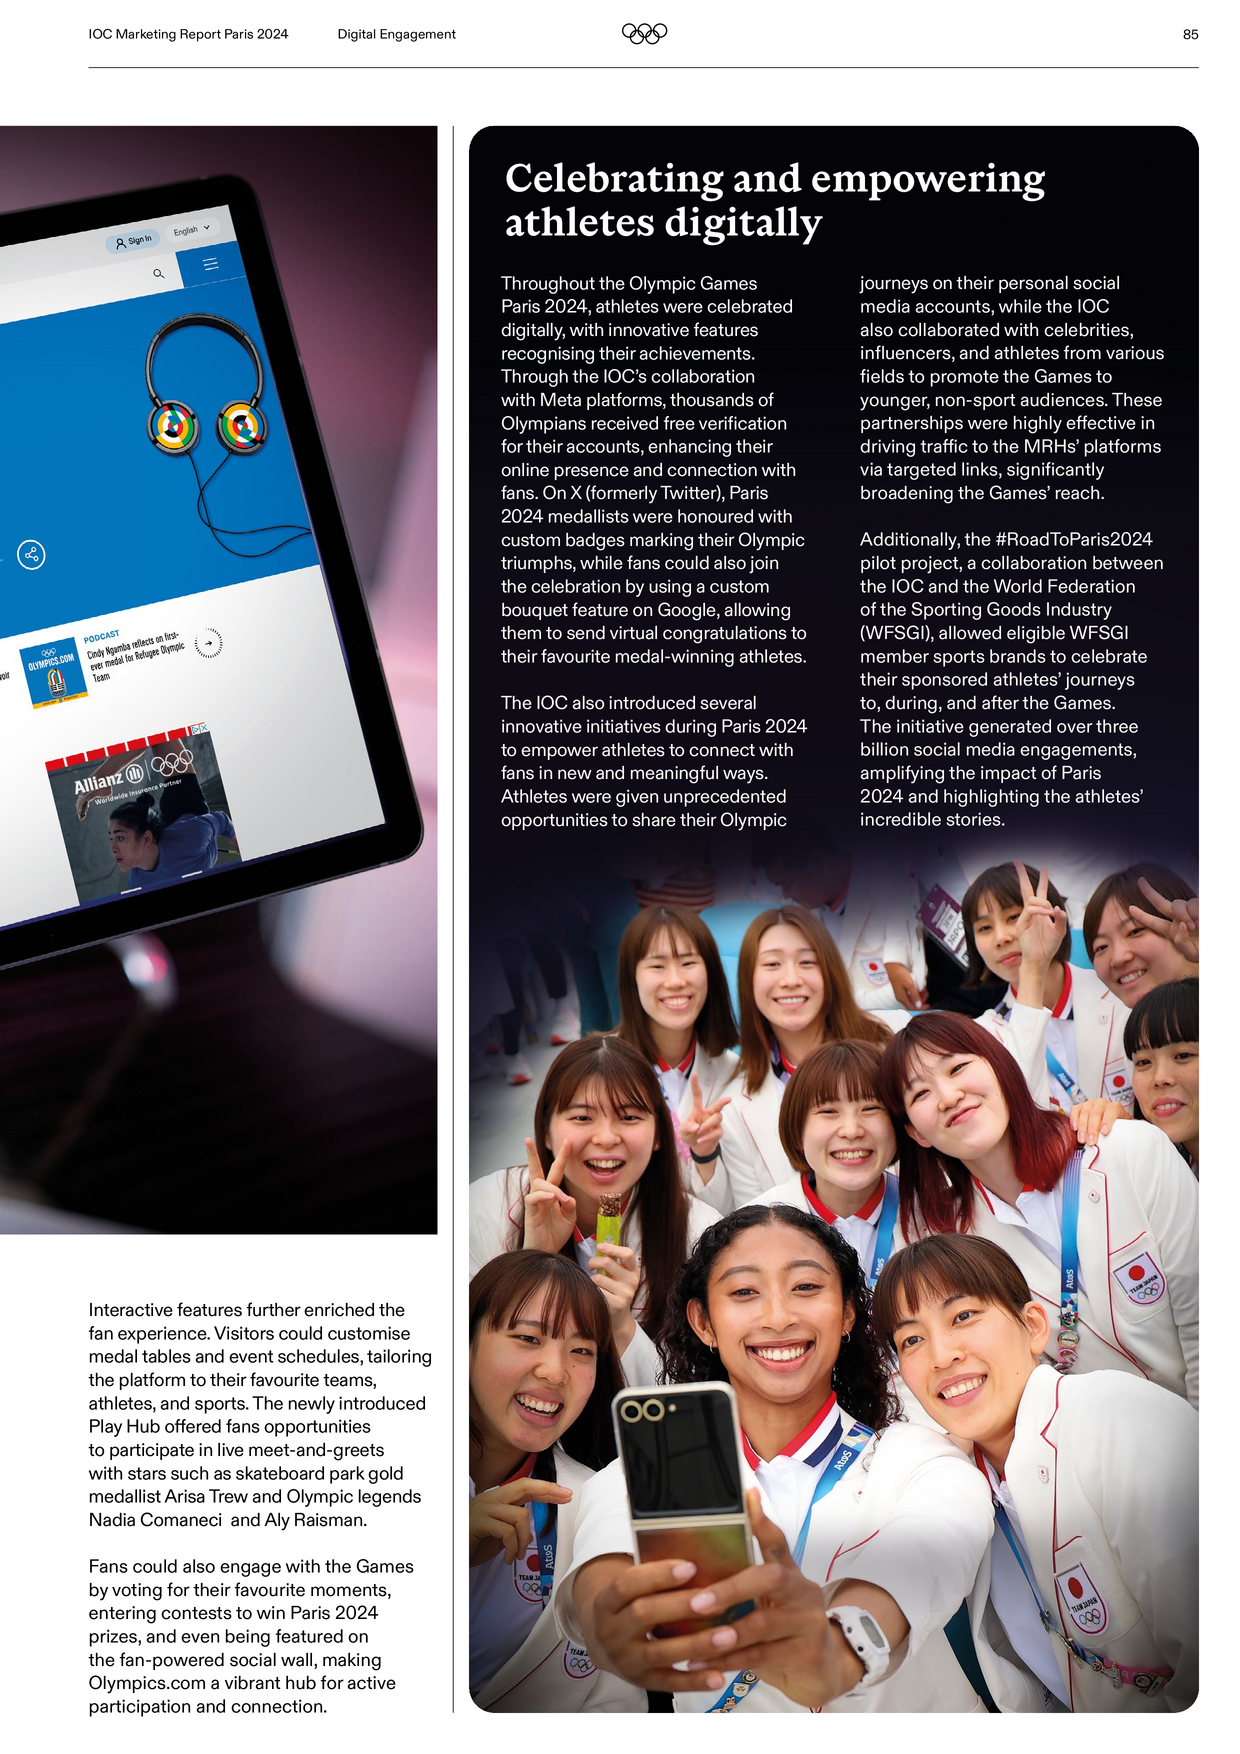 IOC Marketing Report Paris 2024
Digital Engagement
85
Sign In
English
PODCAST
Cindy Ngamba reflects on first-
ever medal for Refugee Olympic
Team
OLYMPICS.COM
Allianz
Worldwide Insurance Partner
Interactive features further enriched the
fan experience. Visitors could customise
medal tables and event schedules, tailoring
the platform to their favourite teams,
athletes, and sports. The newly introduced
Play Hub offered fans opportunities
to participate in live meet-and-greets
with stars such as skateboard park gold
medallist Arisa Trew and Olympic legends
Nadia Comaneci and Aly Raisman.
Fans could also engage with the Games
by voting for their favourite moments,
entering contests to win Paris 2024
prizes, and even being featured on
the fan-powered social wall, making
Olympics.com a vibrant hub for active
participation and connection.
Celebrating and empowering
athletes digitally
Throughout the Olympic Games
Paris 2024, athletes were celebrated
digitally, with innovative features
recognising their achievements.
Through the IOC’s collaboration
with Meta platforms, thousands of
Olympians received free verification
for their accounts, enhancing their
online presence and connection with
fans. On X (formerly Twitter), Paris
2024 medallists were honoured with
custom badges marking their Olympic
triumphs, while fans could also join
the celebration by using a custom
bouquet feature on Google, allowing
them to send virtual congratulations to
their favourite medal-winning athletes.
The IOC also introduced several
innovative initiatives during Paris 2024
to empower athletes to connect with
fans in new and meaningful ways.
Athletes were given unprecedented
opportunities to share their Olympic
journeys on their personal social
media accounts, while the IOC
also collaborated with celebrities,
influencers, and athletes from various
fields to promote the Games to
younger, non-sport audiences. These
partnerships were highly effective in
driving traffic to the MRHs’ platforms
via targeted links, significantly
broadening the Games’ reach.
Additionally, the #RoadToParis2024
pilot project, a collaboration between
the IOC and the World Federation
of the Sporting Goods Industry
(WFSGI), allowed eligible WFSGI
member sports brands to celebrate
their sponsored athletes’ journeys
to, during, and after the Games.
The initiative generated over three
billion social media engagements,
amplifying the impact of Paris
2024 and highlighting the athletes’
incredible stories.
Atos
Atos
TEAM JAPAN
Atos
Atos
TEAM JAPAN